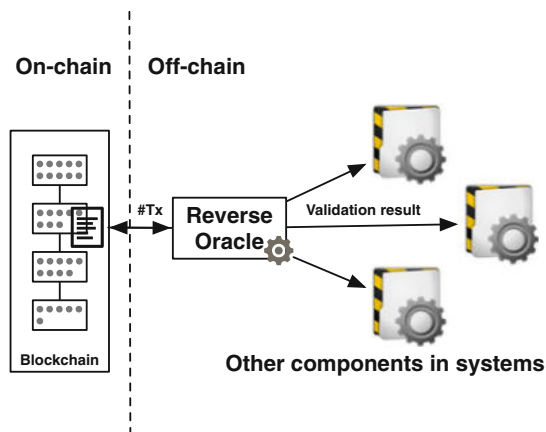 On-chain
Off-chain
#Tx
Reverse
Oracle
Validation result
Blockchain
Other components in systems